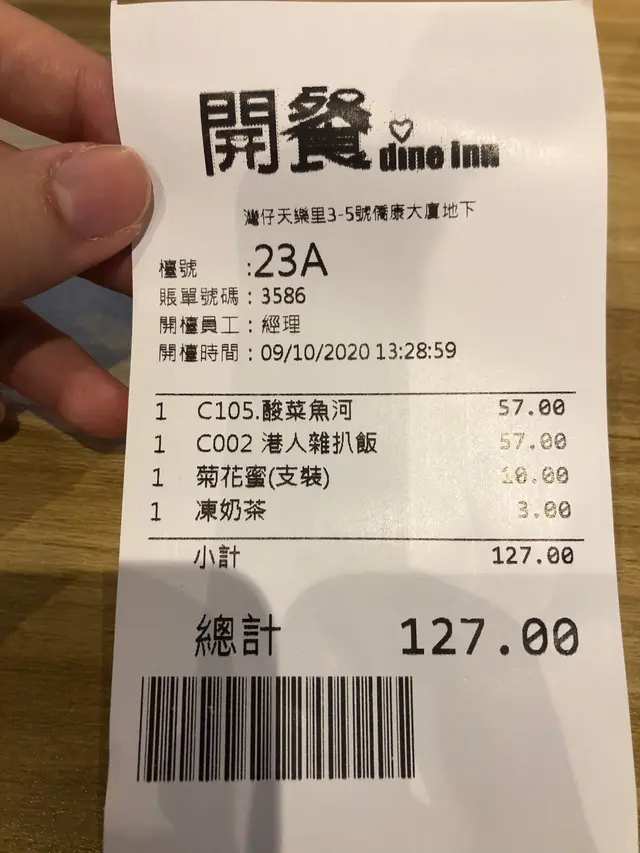 開餐 dine inn
灣仔天樂里3-5號僑康大廈地下
檯號 :23A
賬單號碼 : 3586
開檯員工 : 經理
開檯時間 : 09/10/2020 13:28:59
1 C105.酸菜魚河 57.00
1 C002 港人雜扒飯 57.00
1 菊花蜜(支裝) 10.00
1 凍奶茶 3.00
小計 127.00
總計 127.00